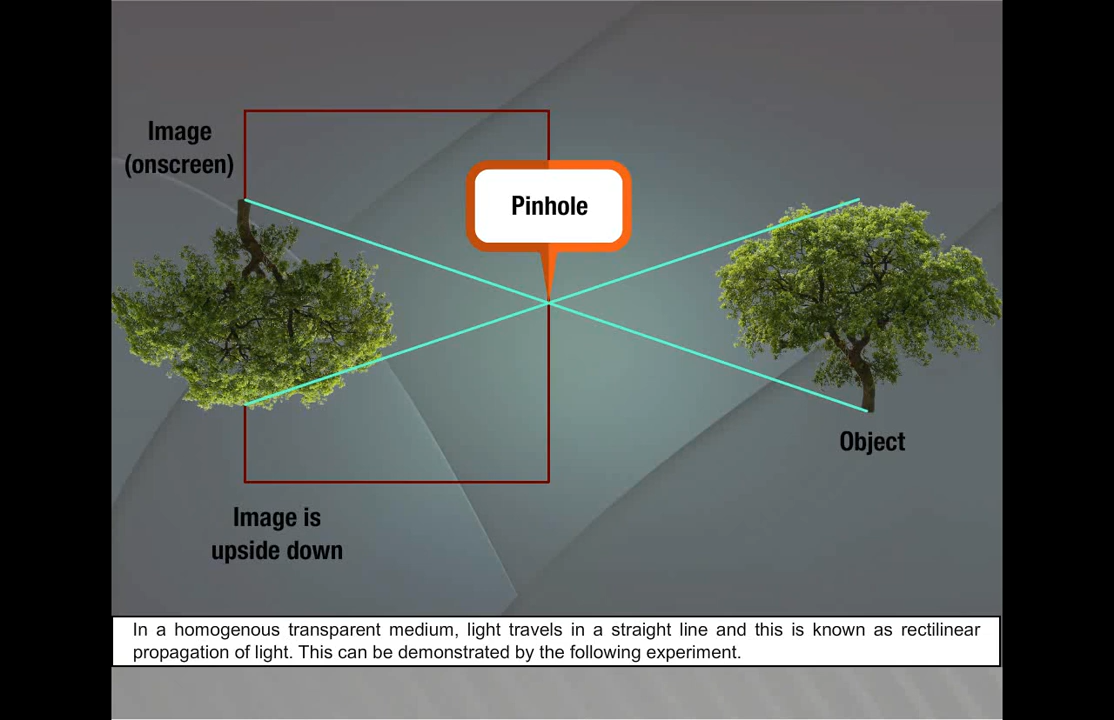 Image
(onscreen)
Pinhole
Object
Image is
upside down
In a homogenous transparent medium, light travels in a straight line and this is known as rectilinear
propagation of light. This can be demonstrated by the following experiment.